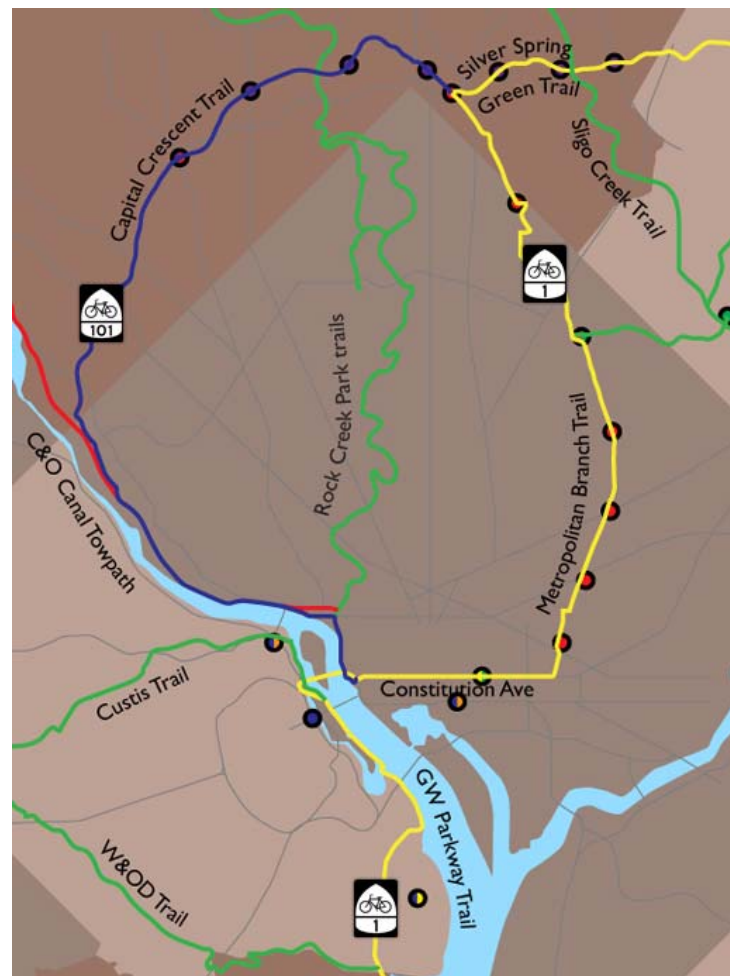 Silver Spring
Green Trail
Capital Crescent Trail
Sligo Creek Trail
1
101
Rock Creek Park trails
C&O Canal Towpath
Metropolitan Branch Trail
Custis Trail
Constitution Ave
GW Parkway Trail
W&OD Trail
1